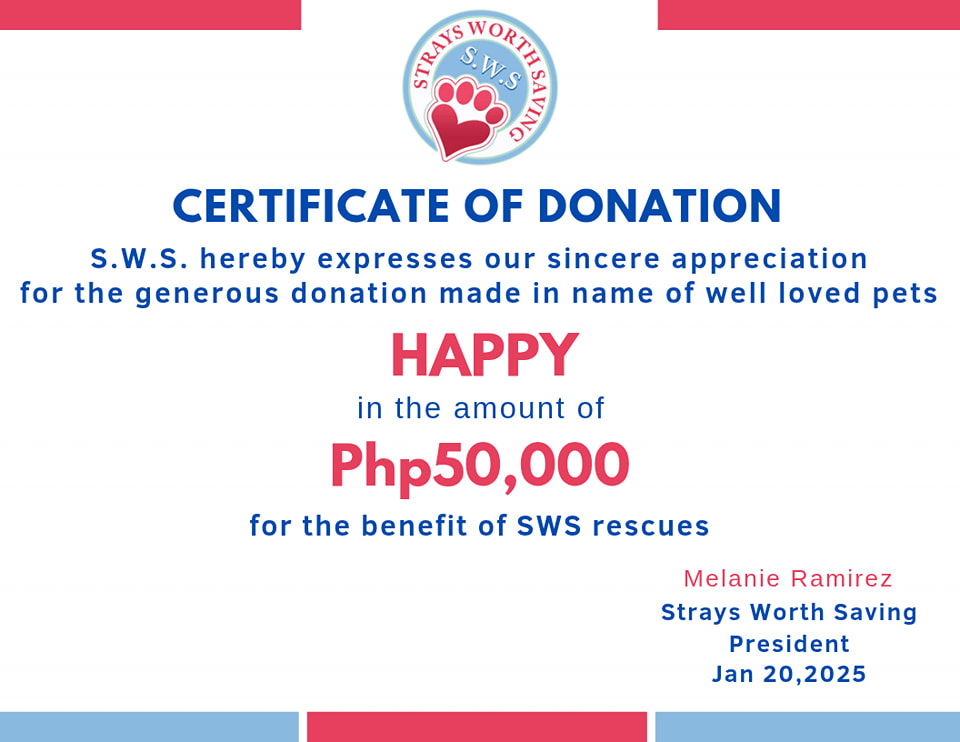 STRAYS WORTH SAVING
S.W.S
CERTIFICATE OF DONATION
S.W.S. hereby expresses our sincere appreciation
for the generous donation made in name of well loved pets
HAPPY
in the amount of
Php50,000
for the benefit of SWS rescues
Melanie Ramirez
Strays Worth Saving
President
Jan 20,2025